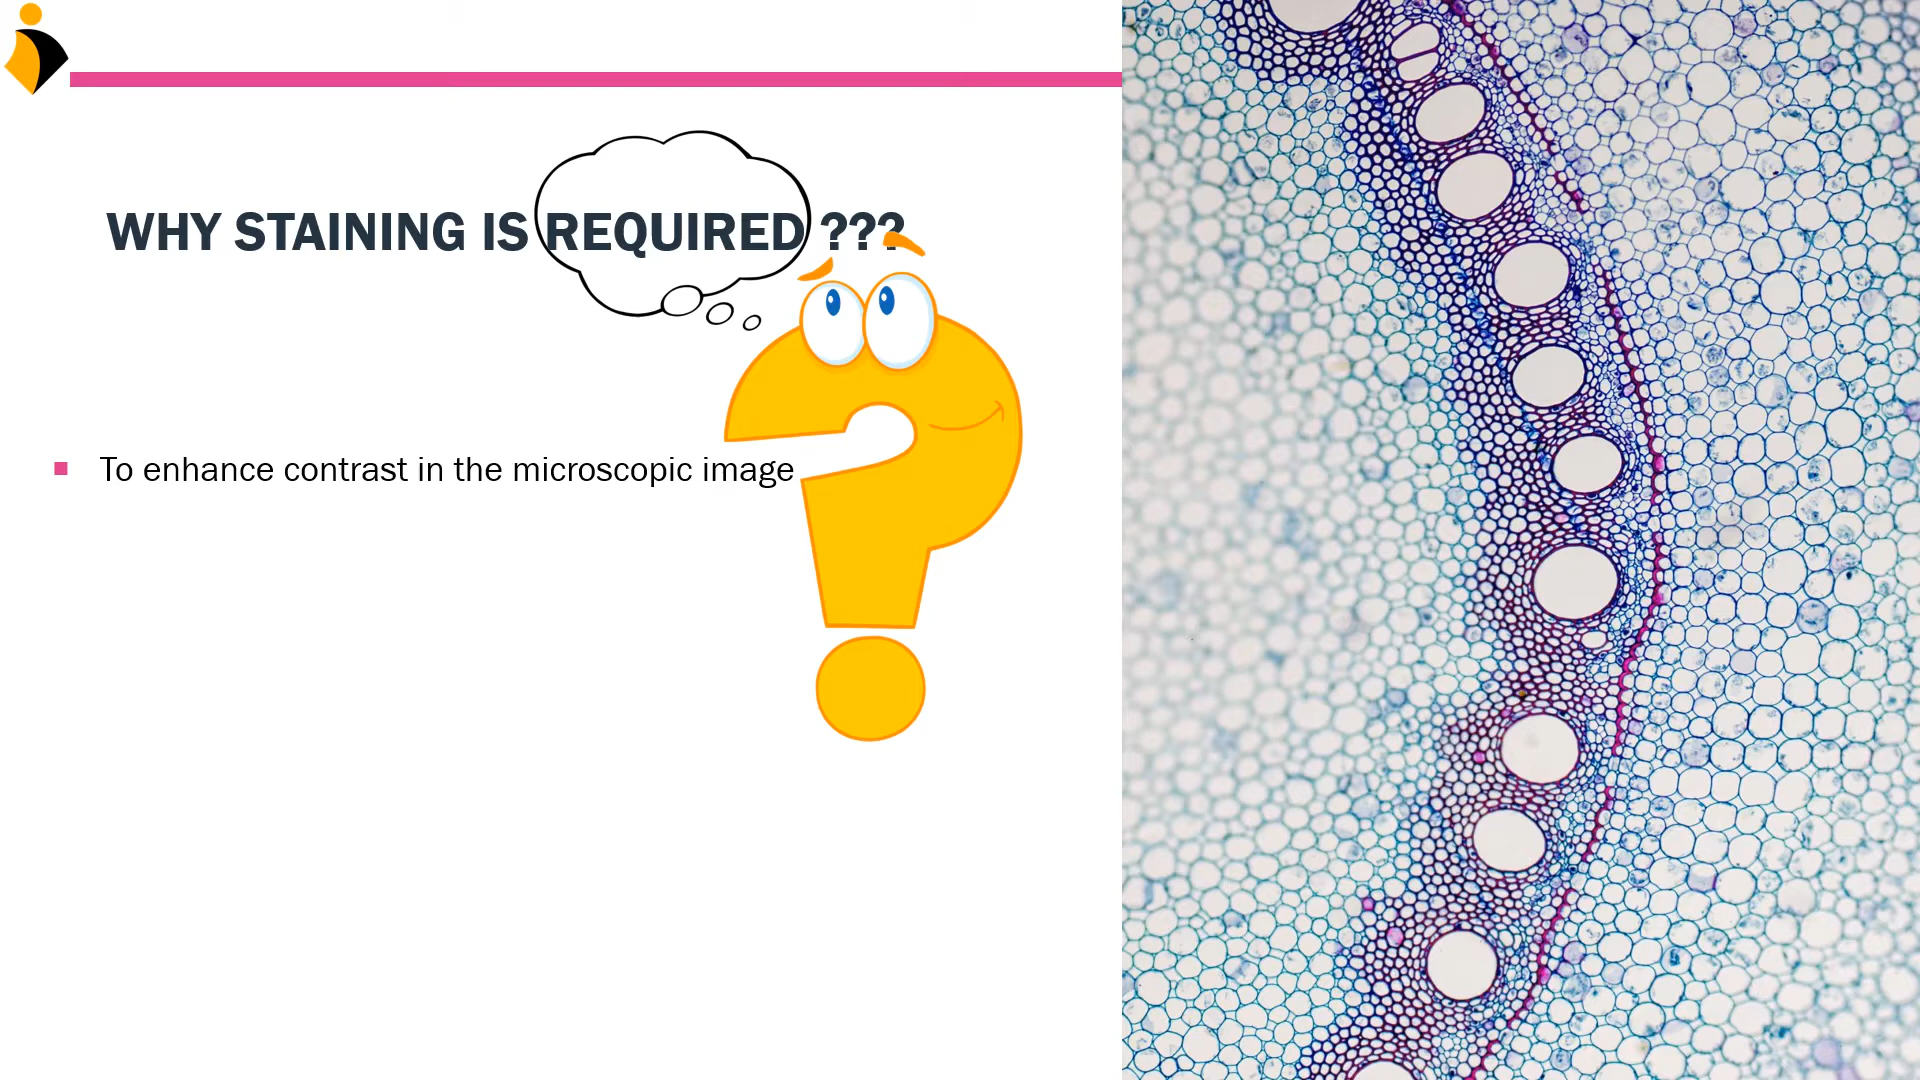 WHY STAINING IS REQUIRED ???
To enhance contrast in the microscopic image